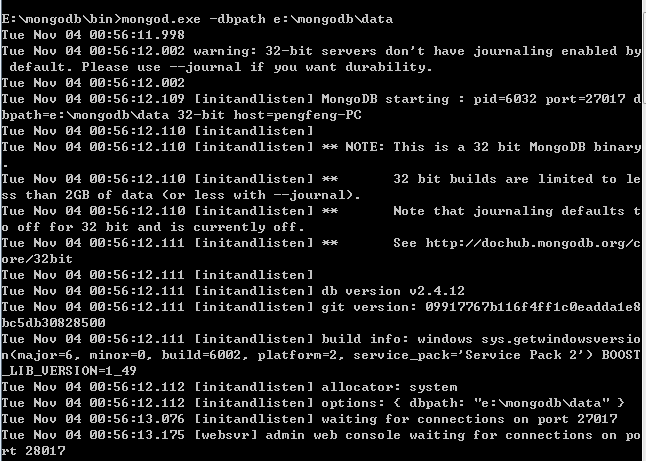 E:\mongodb\bin>mongod.exe -dbpath e:\mongodb\data
Tue Nov 04 00:56:11.998
Tue Nov 04 00:56:12.002 warning: 32-bit servers don't have journaling enabled by
 default. Please use --journal if you want durability.
Tue Nov 04 00:56:12.002
Tue Nov 04 00:56:12.109 [initandlisten] MongoDB starting : pid=6032 port=27017 d
bpath=e:\mongodb\data 32-bit host=pengfeng-PC
Tue Nov 04 00:56:12.110 [initandlisten]
Tue Nov 04 00:56:12.110 [initandlisten] ** NOTE: This is a 32 bit MongoDB binary
.
Tue Nov 04 00:56:12.110 [initandlisten] **       32 bit builds are limited to le
ss than 2GB of data (or less with --journal).
Tue Nov 04 00:56:12.110 [initandlisten] **       Note that journaling defaults t
o off for 32 bit and is currently off.
Tue Nov 04 00:56:12.111 [initandlisten] **       See http://dochub.mongodb.org/c
ore/32bit
Tue Nov 04 00:56:12.111 [initandlisten]
Tue Nov 04 00:56:12.111 [initandlisten] db version v2.4.12
Tue Nov 04 00:56:12.111 [initandlisten] git version: 09917767b116f4ff1c0eadda1e8
bc5db30828500
Tue Nov 04 00:56:12.111 [initandlisten] build info: windows sys.getwindowsversio
n(major=6, minor=0, build=6002, platform=2, service_pack='Service Pack 2') BOOST
_LIB_VERSION=1_49
Tue Nov 04 00:56:12.112 [initandlisten] allocator: system
Tue Nov 04 00:56:12.112 [initandlisten] options: { dbpath: "e:\mongodb\data" }
Tue Nov 04 00:56:13.076 [initandlisten] waiting for connections on port 27017
Tue Nov 04 00:56:13.175 [websvr] admin web console waiting for connections on po
rt 28017